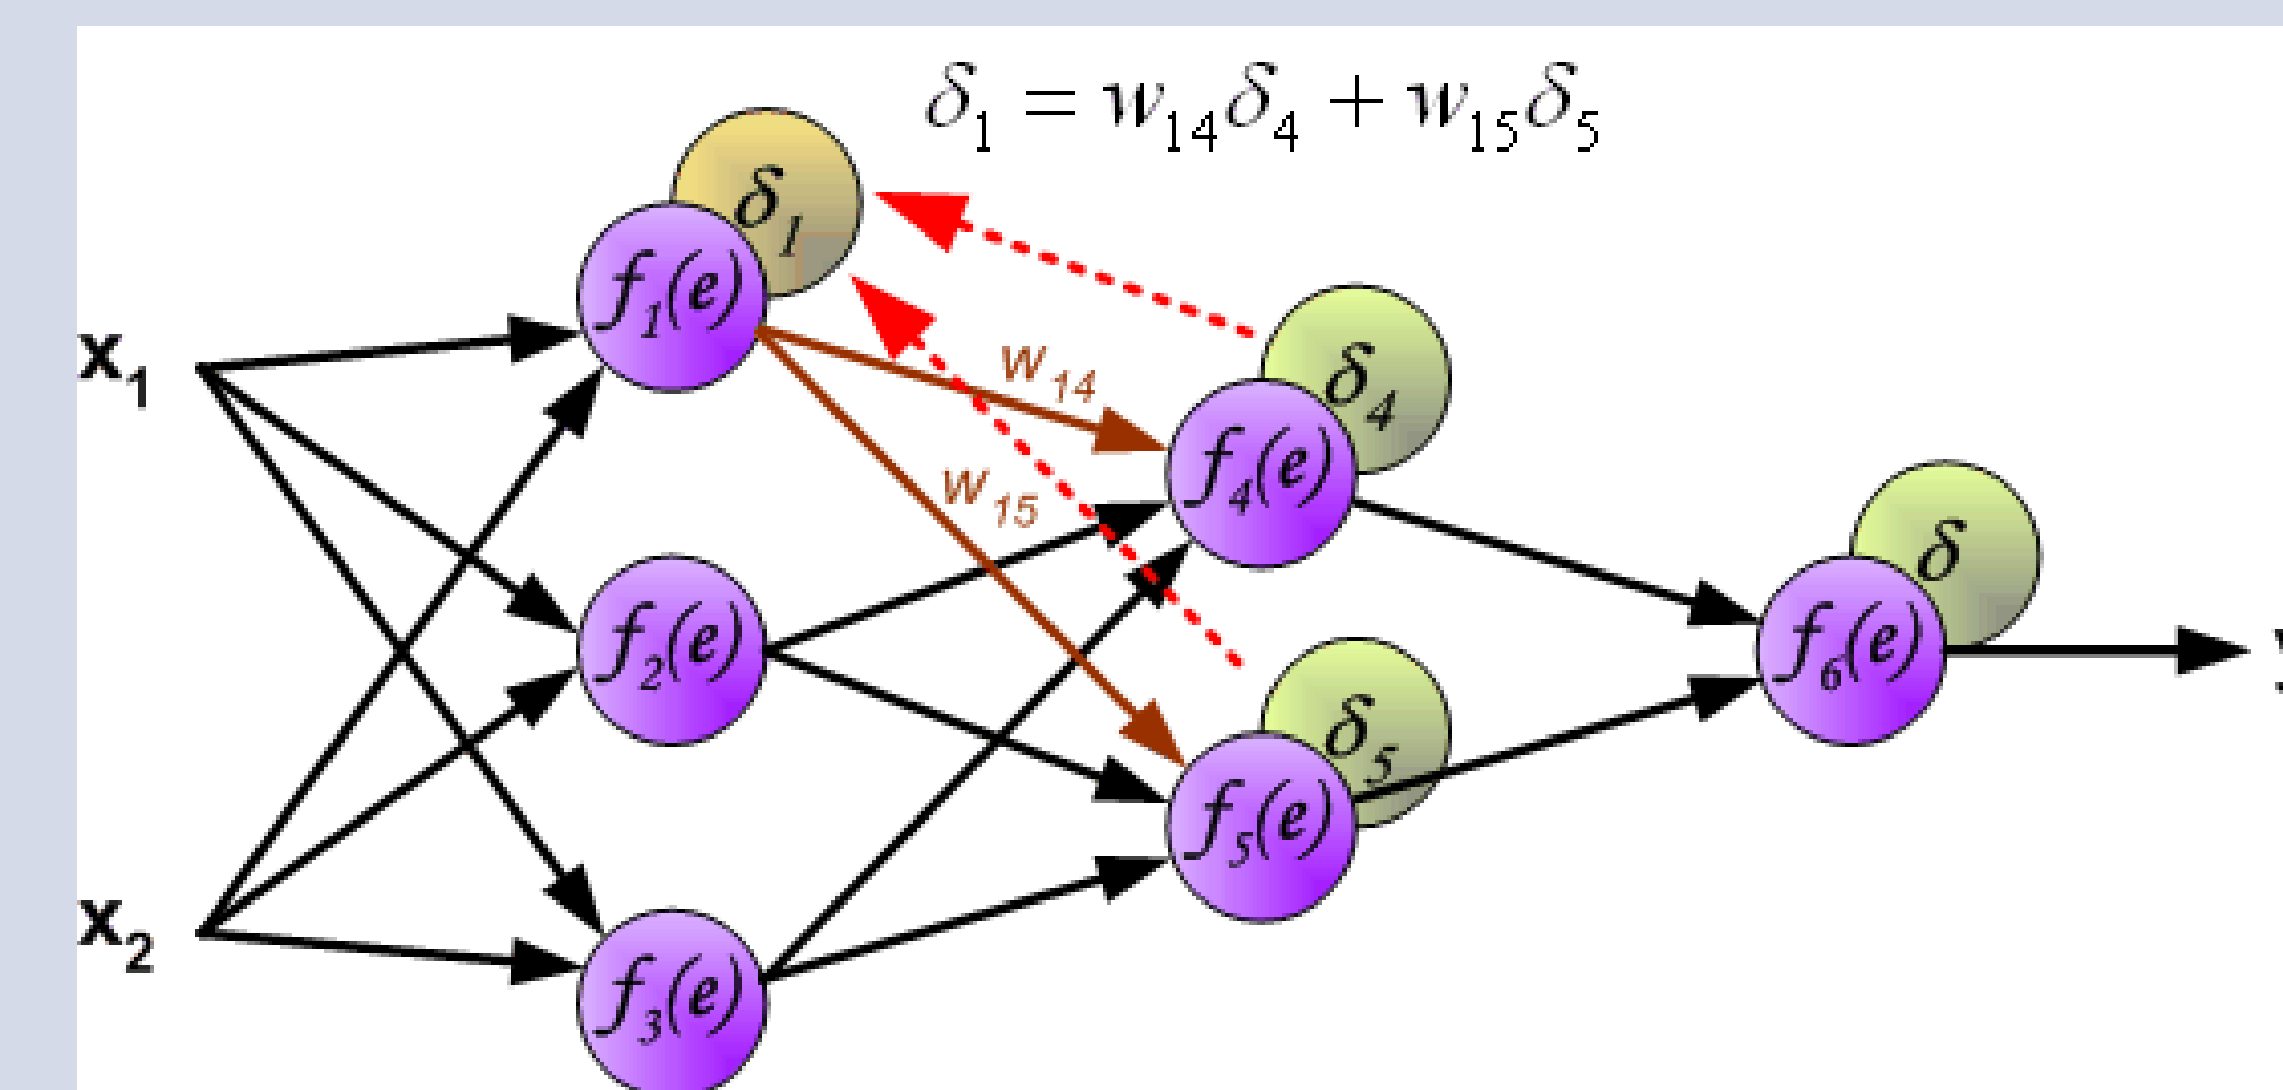 δ₁ = w₁₄δ₄ + w₁₅δ₅
δ₁
f₁(e)
x₁
w₁₄
δ₄
f₄(e)
w₁₅
δ
f₂(e)
f₆(e)
δ₅
f₅(e)
x₂
f₃(e)